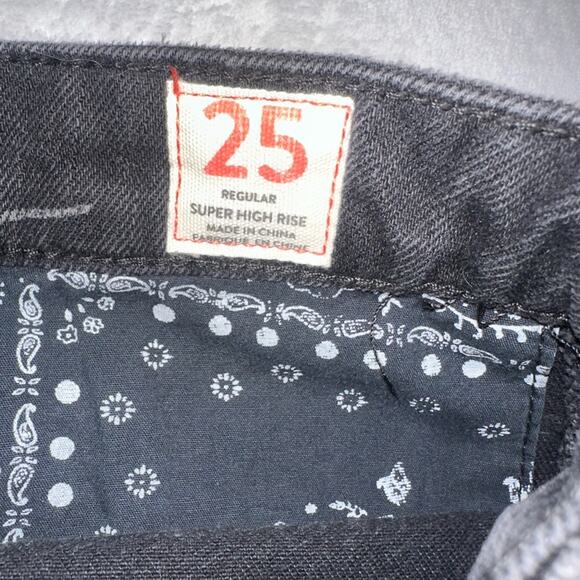 25
REGULAR
SUPER HIGH RISE
MADE IN CHINA
FABRIQUE EN CHINE